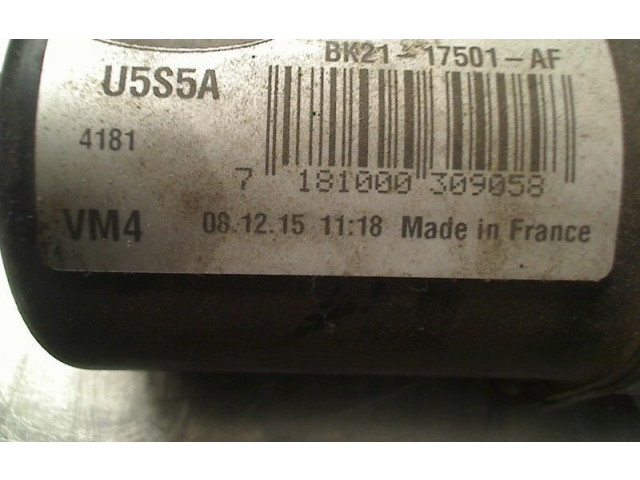 BK21-17501-AF
U5S5A
4181
7 181000 309058
VM4 08.12.15 11:18 Made in France